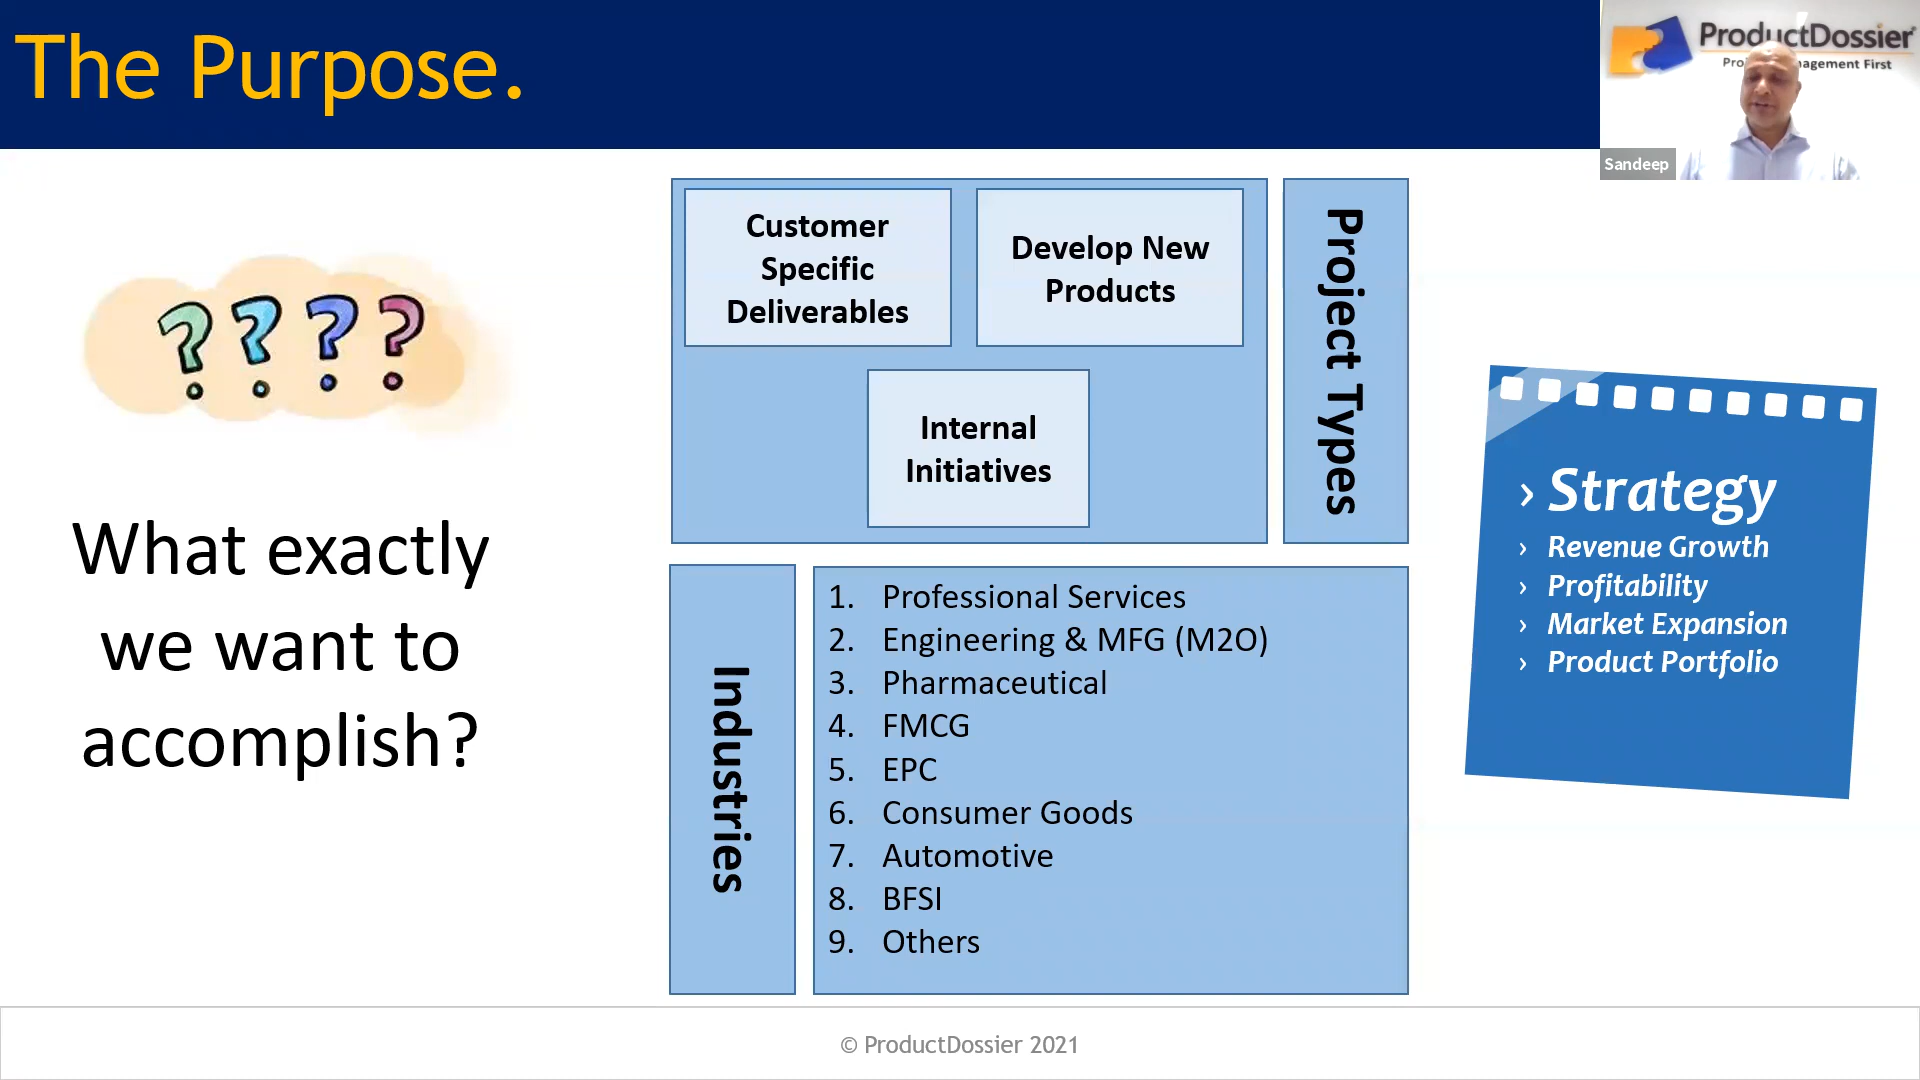 The Purpose.
ProductDossier
Sandeep
Customer
Specific
Deliverables
Develop New
Products
Internal
Initiatives
Project Types
? ? ? ?
What exactly
we want to
accomplish?
Industries
1. Professional Services
2. Engineering & MFG (M2O)
3. Pharmaceutical
4. FMCG
5. EPC
6. Consumer Goods
7. Automotive
8. BFSI
9. Others
› Strategy
› Revenue Growth
› Profitability
› Market Expansion
› Product Portfolio
© ProductDossier 2021